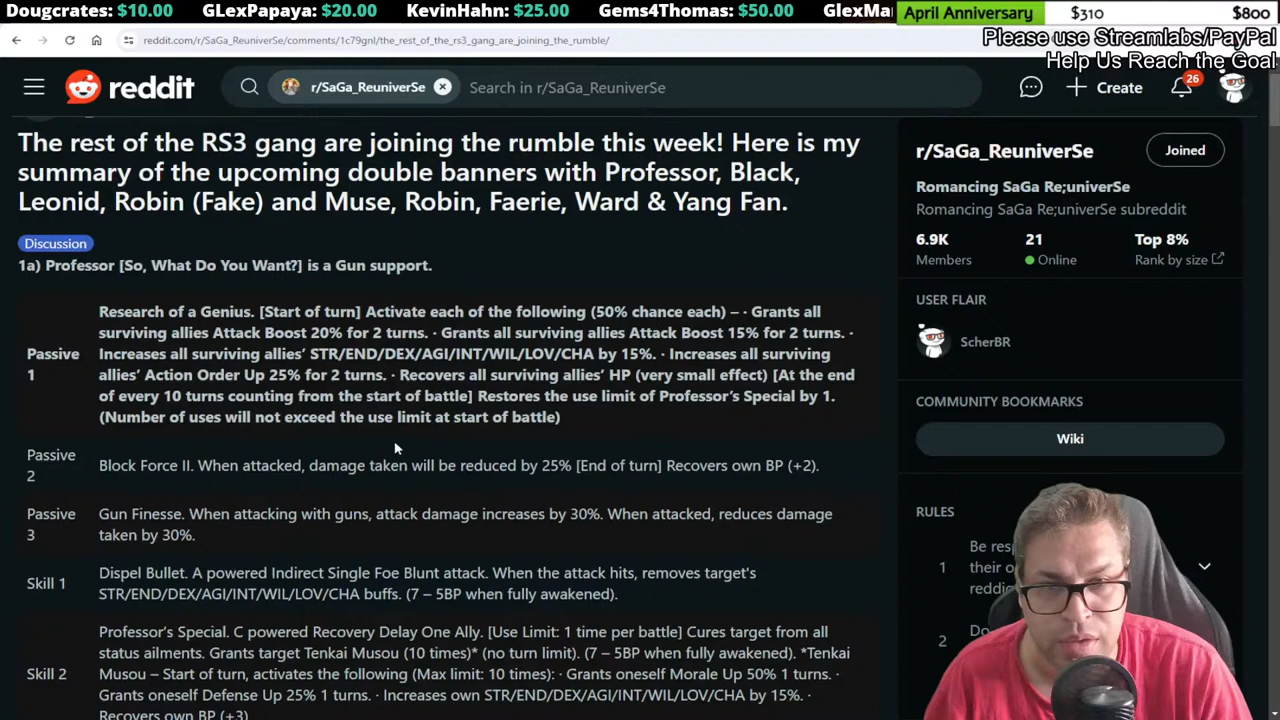 Dougcrates: $10.00 GLexPapaya: $20.00 KevinHahn: $25.00 Gems4Thomas: $50.00 GlexMa
April Anniversary $310 $800
Please use Streamlabs/PayPal
Help Us Reach the Goal
reddit.com/r/SaGa_ReuniverSe/comments/1c79gnl/the_rest_of_the_rs3_gang_are_joining_the_rumble/
reddit r/SaGa_ReuniverSe Search in r/SaGa_ReuniverSe Create 26
The rest of the RS3 gang are joining the rumble this week! Here is my
summary of the upcoming double banners with Professor, Black,
Leonid, Robin (Fake) and Muse, Robin, Faerie, Ward & Yang Fan.
Discussion
1a) Professor [So, What Do You Want?] is a Gun support.
Passive
1
Research of a Genius. [Start of turn] Activate each of the following (50% chance each) – · Grants all
surviving allies Attack Boost 20% for 2 turns. · Grants all surviving allies Attack Boost 15% for 2 turns. ·
Increases all surviving allies’ STR/END/DEX/AGI/INT/WIL/LOV/CHA by 15%. · Increases all surviving
allies’ Action Order Up 25% for 2 turns. · Recovers all surviving allies’ HP (very small effect) [At the end
of every 10 turns counting from the start of battle] Restores the use limit of Professor’s Special by 1.
(Number of uses will not exceed the use limit at start of battle)
Passive
2
Block Force II. When attacked, damage taken will be reduced by 25% [End of turn] Recovers own BP (+2).
Passive
3
Gun Finesse. When attacking with guns, attack damage increases by 30%. When attacked, reduces damage
taken by 30%.
Skill 1
Dispel Bullet. A powered Indirect Single Foe Blunt attack. When the attack hits, removes target's
STR/END/DEX/AGI/INT/WIL/LOV/CHA buffs. (7 – 5BP when fully awakened).
Skill 2
Professor’s Special. C powered Recovery Delay One Ally. [Use Limit: 1 time per battle] Cures target from all
status ailments. Grants target Tenkai Musou (10 times)* (no turn limit). (7 – 5BP when fully awakened). *Tenkai
Musou – Start of turn, activates the following (Max limit: 10 times): · Grants oneself Morale Up 50% 1 turns. ·
Grants oneself Defense Up 25% 1 turns. · Increases own STR/END/DEX/AGI/INT/WIL/LOV/CHA by 15%. ·
Recovers own BP (+3)
r/SaGa_ReuniverSe Joined
Romancing SaGa Re;univerSe
Romancing SaGa Re;univerSe subreddit
6.9K 21 Top 8%
Members Online Rank by size
USER FLAIR
ScherBR
COMMUNITY BOOKMARKS
Wiki
RULES
1
Be res
their o
reddic
2
Do